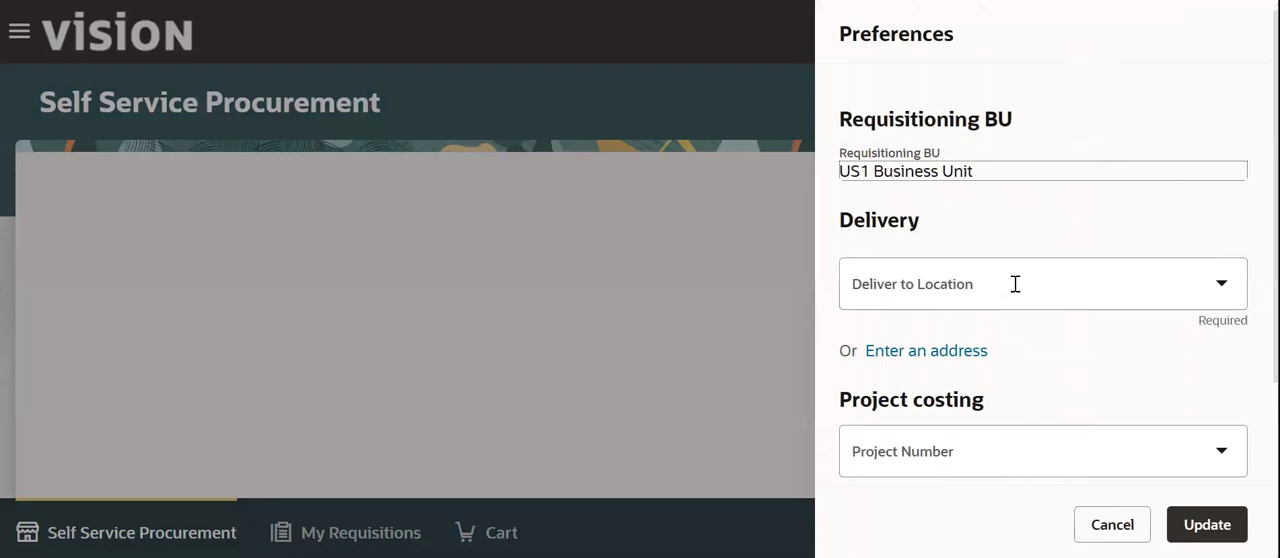 vision
Self Service Procurement
Self Service Procurement
My Requisitions
Cart
Preferences
Requisitioning BU
Requisitioning BU
US1 Business Unit
Delivery
Deliver to Location
Required
Or Enter an address
Project costing
Project Number
Cancel
Update